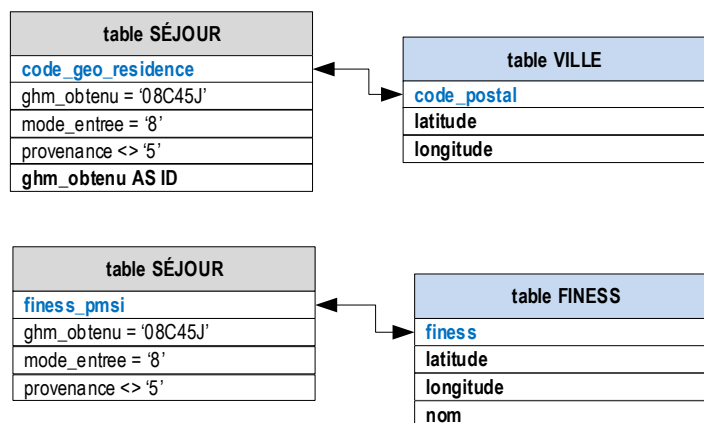 table SÉJOUR
code_geo_residence
ghm_obtenu = ‘08C45J’
mode_entree = ‘8’
provenance <> ‘5’
ghm_obtenu AS ID
table VILLE
code_postal
latitude
longitude
table SÉJOUR
finess_pmsi
ghm_obtenu = ‘08C45J’
mode_entree = ‘8’
provenance <> ‘5’
table FINESS
finess
latitude
longitude
nom